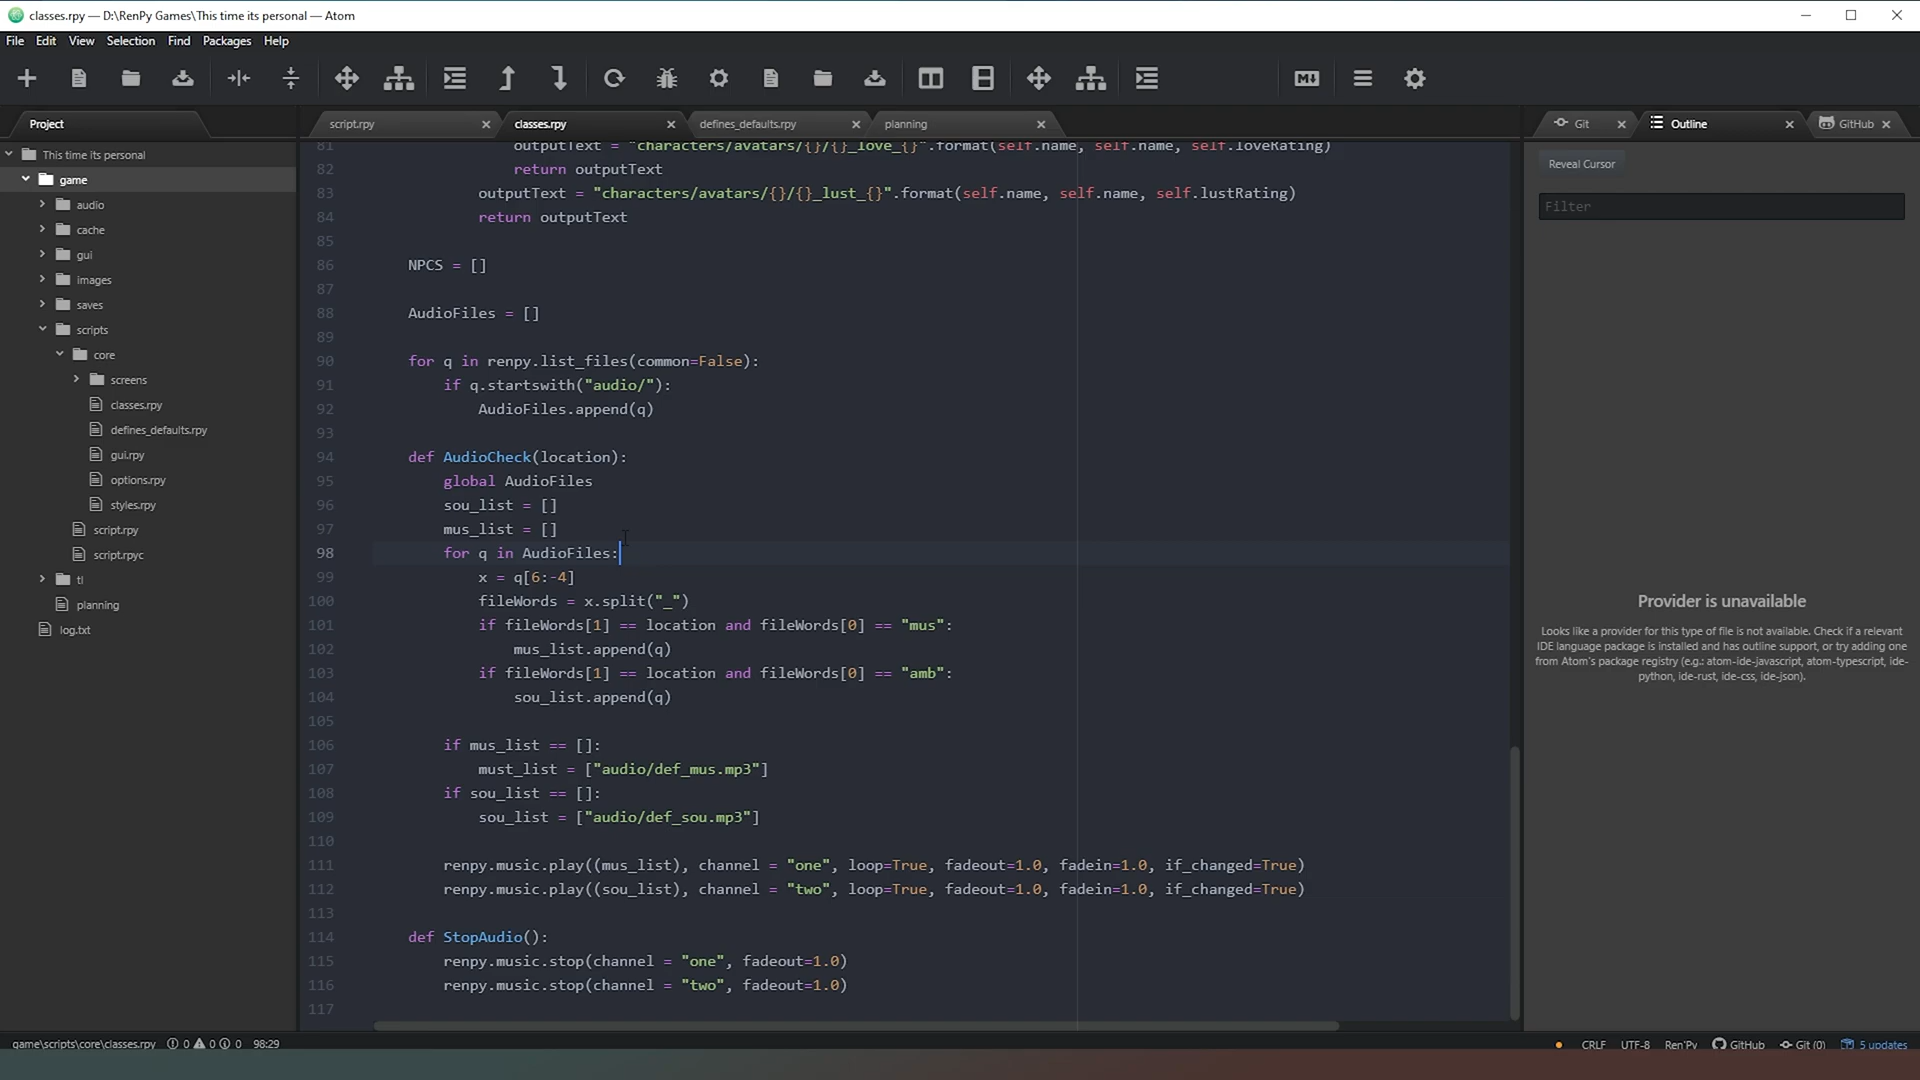 classes.rpy — D:\RenPy Games\This time its personal — Atom
File Edit View Selection Find Packages Help
Project
script.rpy
classes.rpy
defines_defaults.rpy
planning
Git
Outline
GitHub
This time its personal
game
audio
cache
gui
images
saves
scripts
core
screens
classes.rpy
defines_defaults.rpy
gui.rpy
options.rpy
styles.rpy
script.rpy
script.rpyc
tl
planning
log.txt
81 outputText = "characters/avatars/{}/{}_love_{}".format(self.name, self.name, self.loveRating)
82 return outputText
83 outputText = "characters/avatars/{}/{}_lust_{}".format(self.name, self.name, self.lustRating)
84 return outputText
85
86 NPCS = []
87
88 AudioFiles = []
89
90 for q in renpy.list_files(common=False):
91 if q.startswith("audio/"):
92 AudioFiles.append(q)
93
94 def AudioCheck(location):
95 global AudioFiles
96 sou_list = []
97 mus_list = []
98 for q in AudioFiles:
99 x = q[6:-4]
100 fileWords = x.split("_")
101 if fileWords[1] == location and fileWords[0] == "mus":
102 mus_list.append(q)
103 if fileWords[1] == location and fileWords[0] == "amb":
104 sou_list.append(q)
105
106 if mus_list == []:
107 must_list = ["audio/def_mus.mp3"]
108 if sou_list == []:
109 sou_list = ["audio/def_sou.mp3"]
110
111 renpy.music.play((mus_list), channel = "one", loop=True, fadeout=1.0, fadein=1.0, if_changed=True)
112 renpy.music.play((sou_list), channel = "two", loop=True, fadeout=1.0, fadein=1.0, if_changed=True)
113
114 def StopAudio():
115 renpy.music.stop(channel = "one", fadeout=1.0)
116 renpy.music.stop(channel = "two", fadeout=1.0)
117
Reveal Cursor
Filter
Provider is unavailable
Looks like a provider for this type of file is not available. Check if a relevant
IDE language package is installed and has outline support, or try adding one
from Atom's package registry (e.g.: atom-ide-javascript, atom-typescript, ide-
python, ide-rust, ide-css, ide-json).
game\scripts\core\classes.rpy 0 0 0 98:29
CRLF UTF-8 Ren'Py GitHub Git (0) 5 updates